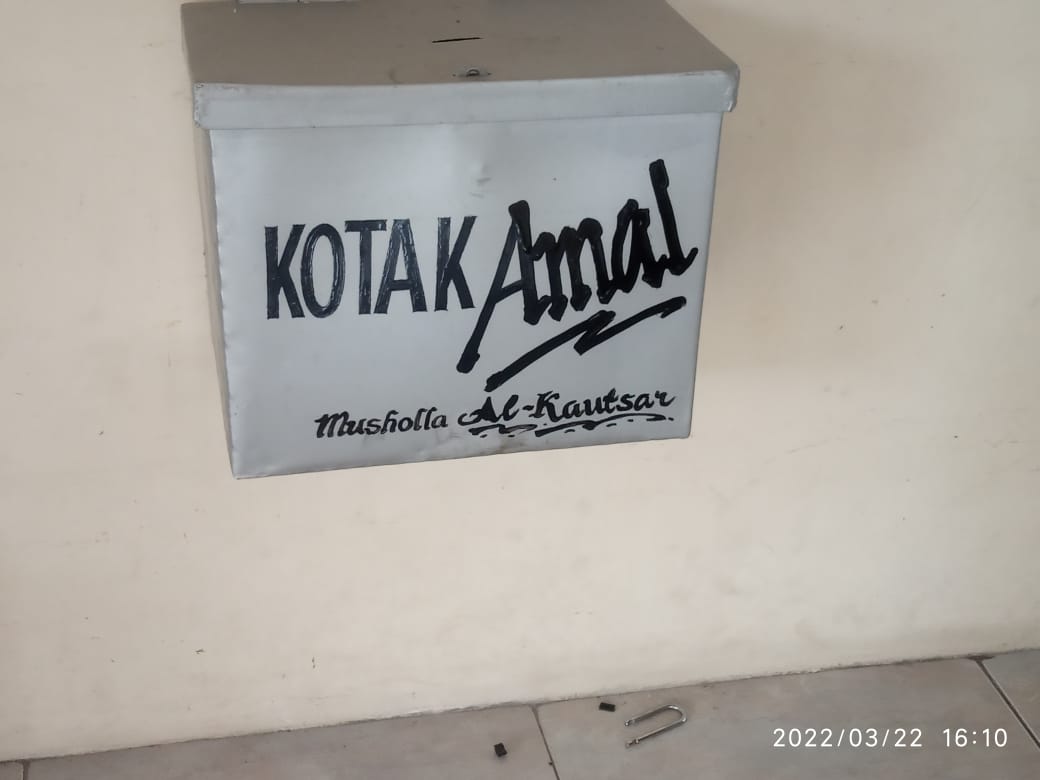 KOTAK Amal
Musholla Al-Kautsar
2022/03/22 16:10